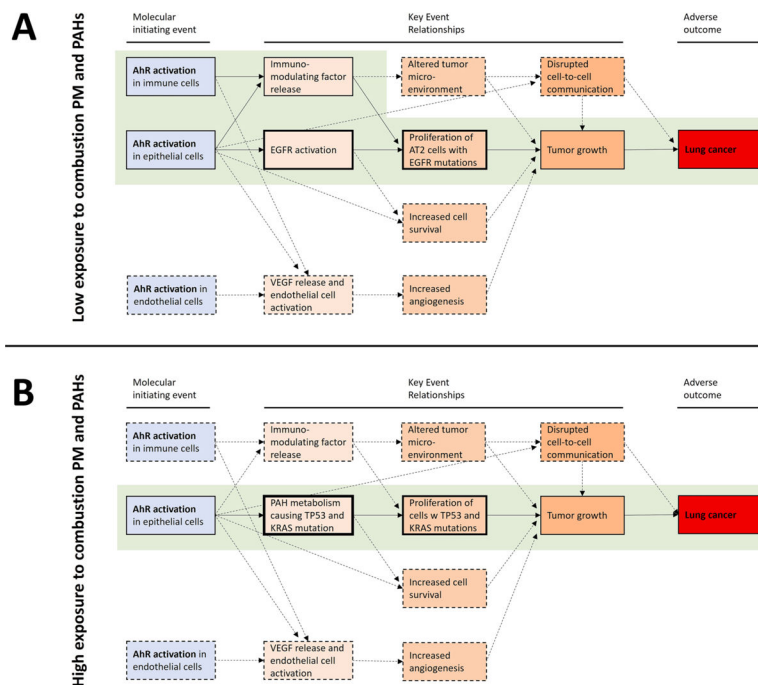 A
Low exposure to combustion PM and PAHs
Molecular
initiating event
Key Event
Relationships
Adverse
outcome
AhR activation
in immune cells
Immuno-
modulating factor
release
Altered tumor
micro-
environment
Disrupted
cell-to-cell
communication
AhR activation
in epithelial cells
EGFR activation
Proliferation of
AT2 cells with
EGFR mutations
Tumor growth
Lung cancer
Increased cell
survival
AhR activation in
endothelial cells
VEGF release and
endothelial cell
activation
Increased
angiogenesis
B
High exposure to combustion PM and PAHs
Molecular
initiating event
Key Event
Relationships
Adverse
outcome
AhR activation
in immune cells
Immuno-
modulating factor
release
Altered tumor
micro-
environment
Disrupted
cell-to-cell
communication
AhR activation
in epithelial cells
PAH metabolism
causing TP53 and
KRAS mutation
Proliferation of
cells w TP53 and
KRAS mutations
Tumor growth
Lung cancer
Increased cell
survival
AhR activation in
endothelial cells
VEGF release and
endothelial cell
activation
Increased
angiogenesis